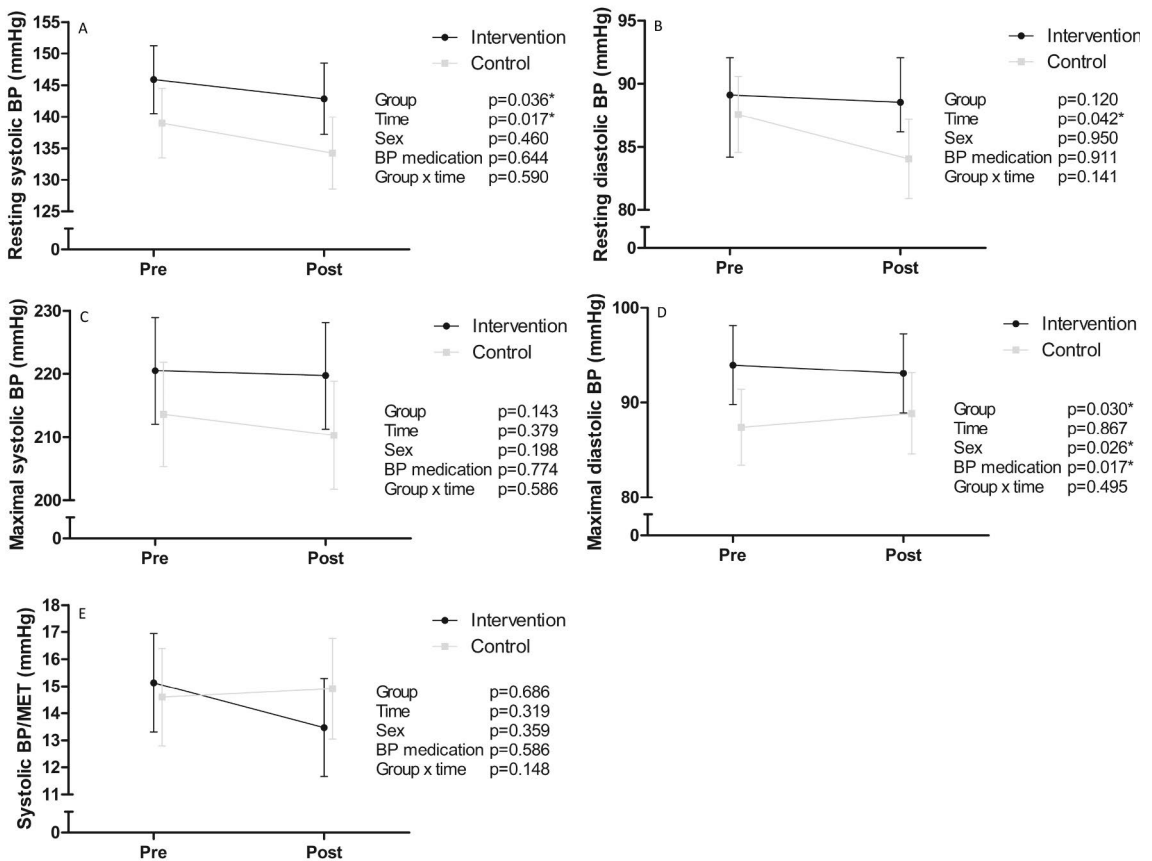 A
Resting systolic BP (mmHg)
155
150
145
140
135
130
125
0
Pre Post
Intervention
Control
Group p=0.036*
Time p=0.017*
Sex p=0.460
BP medication p=0.644
Group x time p=0.590
B
Resting diastolic BP (mmHg)
95
90
85
80
0
Pre Post
Intervention
Control
Group p=0.120
Time p=0.042*
Sex p=0.950
BP medication p=0.911
Group x time p=0.141
C
Maximal systolic BP (mmHg)
230
220
210
200
0
Pre Post
Intervention
Control
Group p=0.143
Time p=0.379
Sex p=0.198
BP medication p=0.774
Group x time p=0.586
D
Maximal diastolic BP (mmHg)
100
90
80
0
Pre Post
Intervention
Control
Group p=0.030*
Time p=0.867
Sex p=0.026*
BP medication p=0.017*
Group x time p=0.495
E
Systolic BP/MET (mmHg)
18
17
16
15
14
13
12
11
0
Pre Post
Intervention
Control
Group p=0.686
Time p=0.319
Sex p=0.359
BP medication p=0.586
Group x time p=0.148